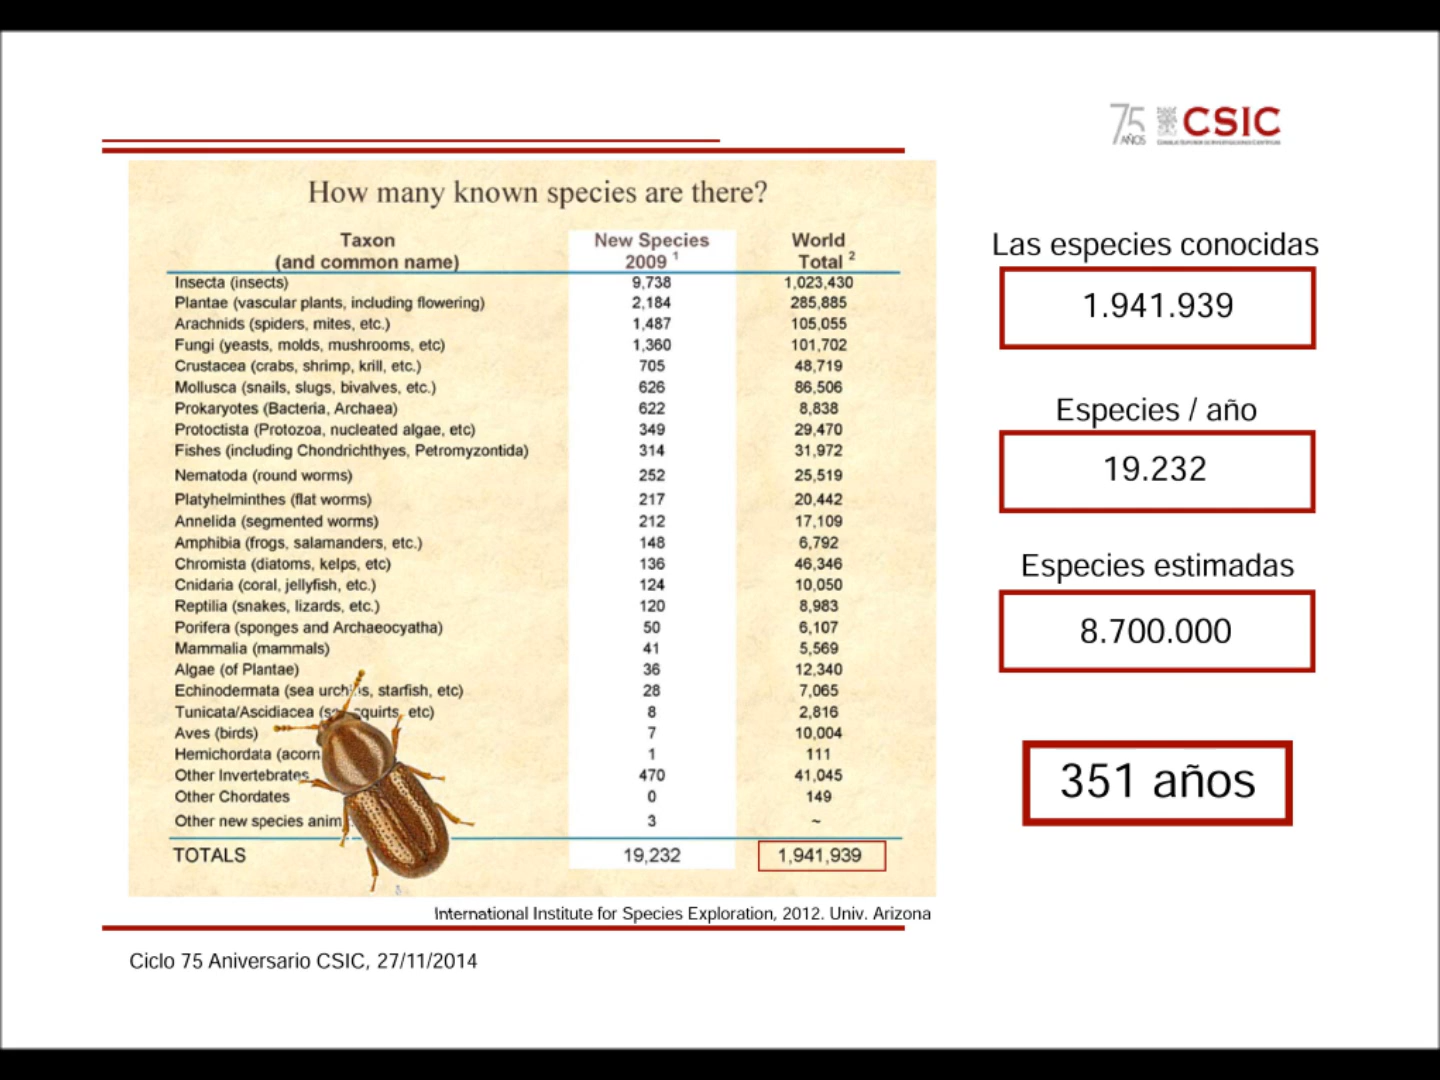 75
AÑOS
CSIC
CONSEJO SUPERIOR DE INVESTIGACIONES CIENTÍFICAS
How many known species are there?
Taxon
(and common name)
New Species
2009 1
World
Total 2
Insecta (insects) 9,738 1,023,430
Plantae (vascular plants, including flowering) 2,184 285,885
Arachnids (spiders, mites, etc.) 1,487 105,055
Fungi (yeasts, molds, mushrooms, etc) 1,360 101,702
Crustacea (crabs, shrimp, krill, etc.) 705 48,719
Mollusca (snails, slugs, bivalves, etc.) 626 86,506
Prokaryotes (Bacteria, Archaea) 622 8,838
Protoctista (Protozoa, nucleated algae, etc) 349 29,470
Fishes (including Chondrichthyes, Petromyzontida) 314 31,972
Nematoda (round worms) 252 25,519
Platyhelminthes (flat worms) 217 20,442
Annelida (segmented worms) 212 17,109
Amphibia (frogs, salamanders, etc.) 148 6,792
Chromista (diatoms, kelps, etc) 136 46,346
Cnidaria (coral, jellyfish, etc.) 124 10,050
Reptilia (snakes, lizards, etc.) 120 8,983
Porifera (sponges and Archaeocyatha) 50 6,107
Mammalia (mammals) 41 5,569
Algae (of Plantae) 36 12,340
Echinodermata (sea starfish, etc) 28 7,065
Tunicata/Ascidiacea etc) 8 2,816
Aves (birds) 7 10,004
Hemichordata (acorn 1 111
Other Invertebrates 470 41,045
Other Chordates 0 149
Other new species 3 ~
TOTALS 19,232 1,941,939
International Institute for Species Exploration, 2012. Univ. Arizona
Las especies conocidas
1.941.939
Especies / año
19.232
Especies estimadas
8.700.000
351 años
Ciclo 75 Aniversario CSIC, 27/11/2014